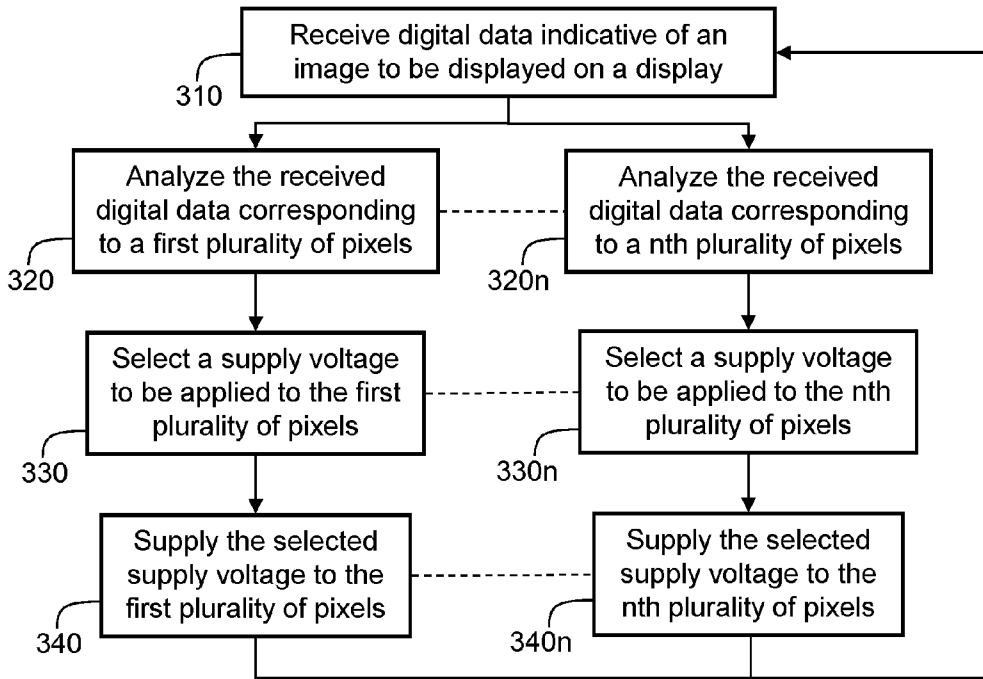 Receive digital data indicative of an
image to be displayed on a display
310
Analyze the received
digital data corresponding
to a first plurality of pixels
320
Analyze the received
digital data corresponding
to a nth plurality of pixels
320n
Select a supply voltage
to be applied to the first
plurality of pixels
330
Select a supply voltage
to be applied to the nth
plurality of pixels
330n
Supply the selected
supply voltage to the
first plurality of pixels
340
Supply the selected
supply voltage to the
nth plurality of pixels
340n